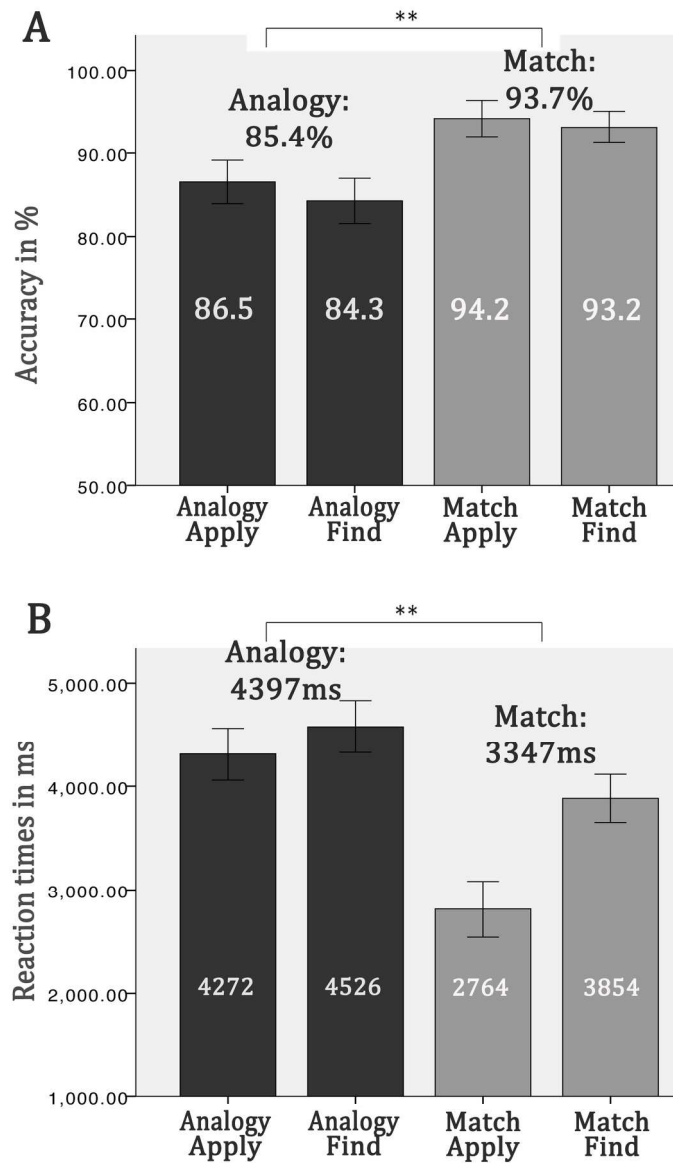 A
**
Analogy:
85.4%
Match:
93.7%
Accuracy in %
100.00
90.00
80.00
70.00
60.00
50.00
86.5
84.3
94.2
93.2
Analogy
Apply
Analogy
Find
Match
Apply
Match
Find
B
**
Analogy:
4397ms
Match:
3347ms
Reaction times in ms
5,000.00
4,000.00
3,000.00
2,000.00
1,000.00
4272
4526
2764
3854
Analogy
Apply
Analogy
Find
Match
Apply
Match
Find